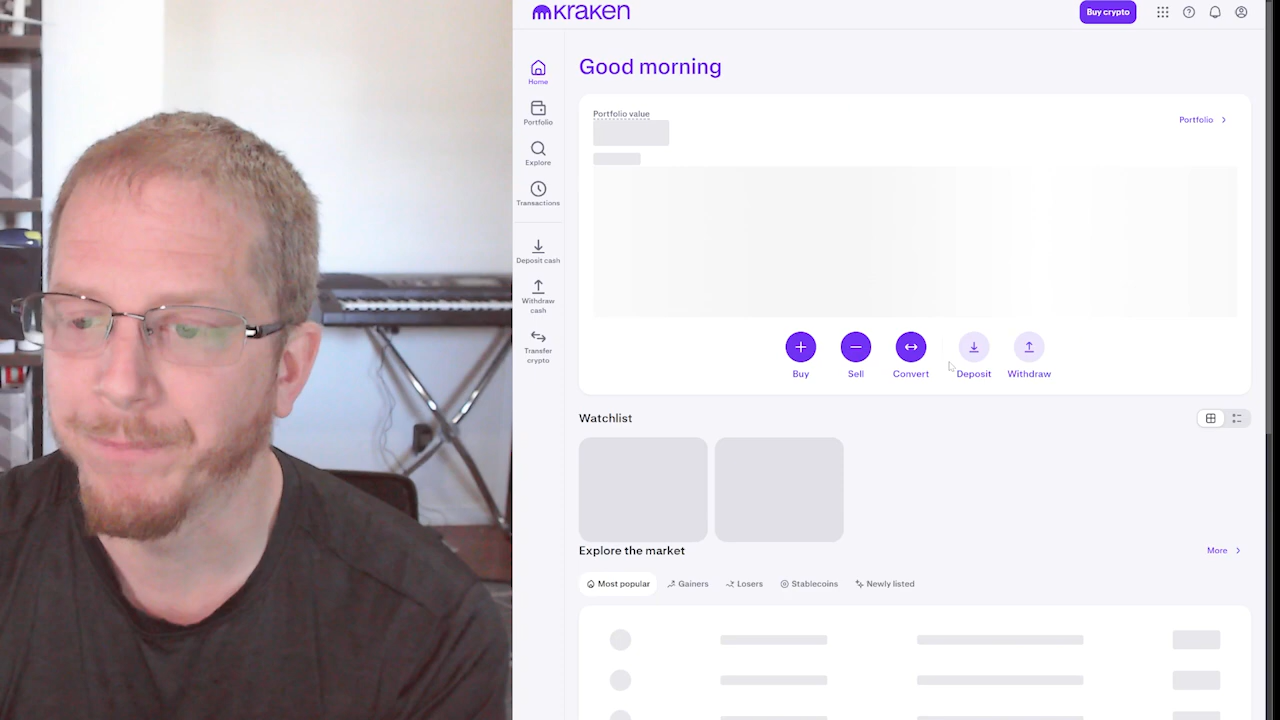 kraken
Buy crypto
Good morning
Home
Portfolio
Explore
Transactions
Deposit cash
Withdraw
cash
Transfer
crypto
Portfolio value
Portfolio
Buy
Sell
Convert
Deposit
Withdraw
Watchlist
Explore the market
More
Most popular
Gainers
Losers
Stablecoins
Newly listed